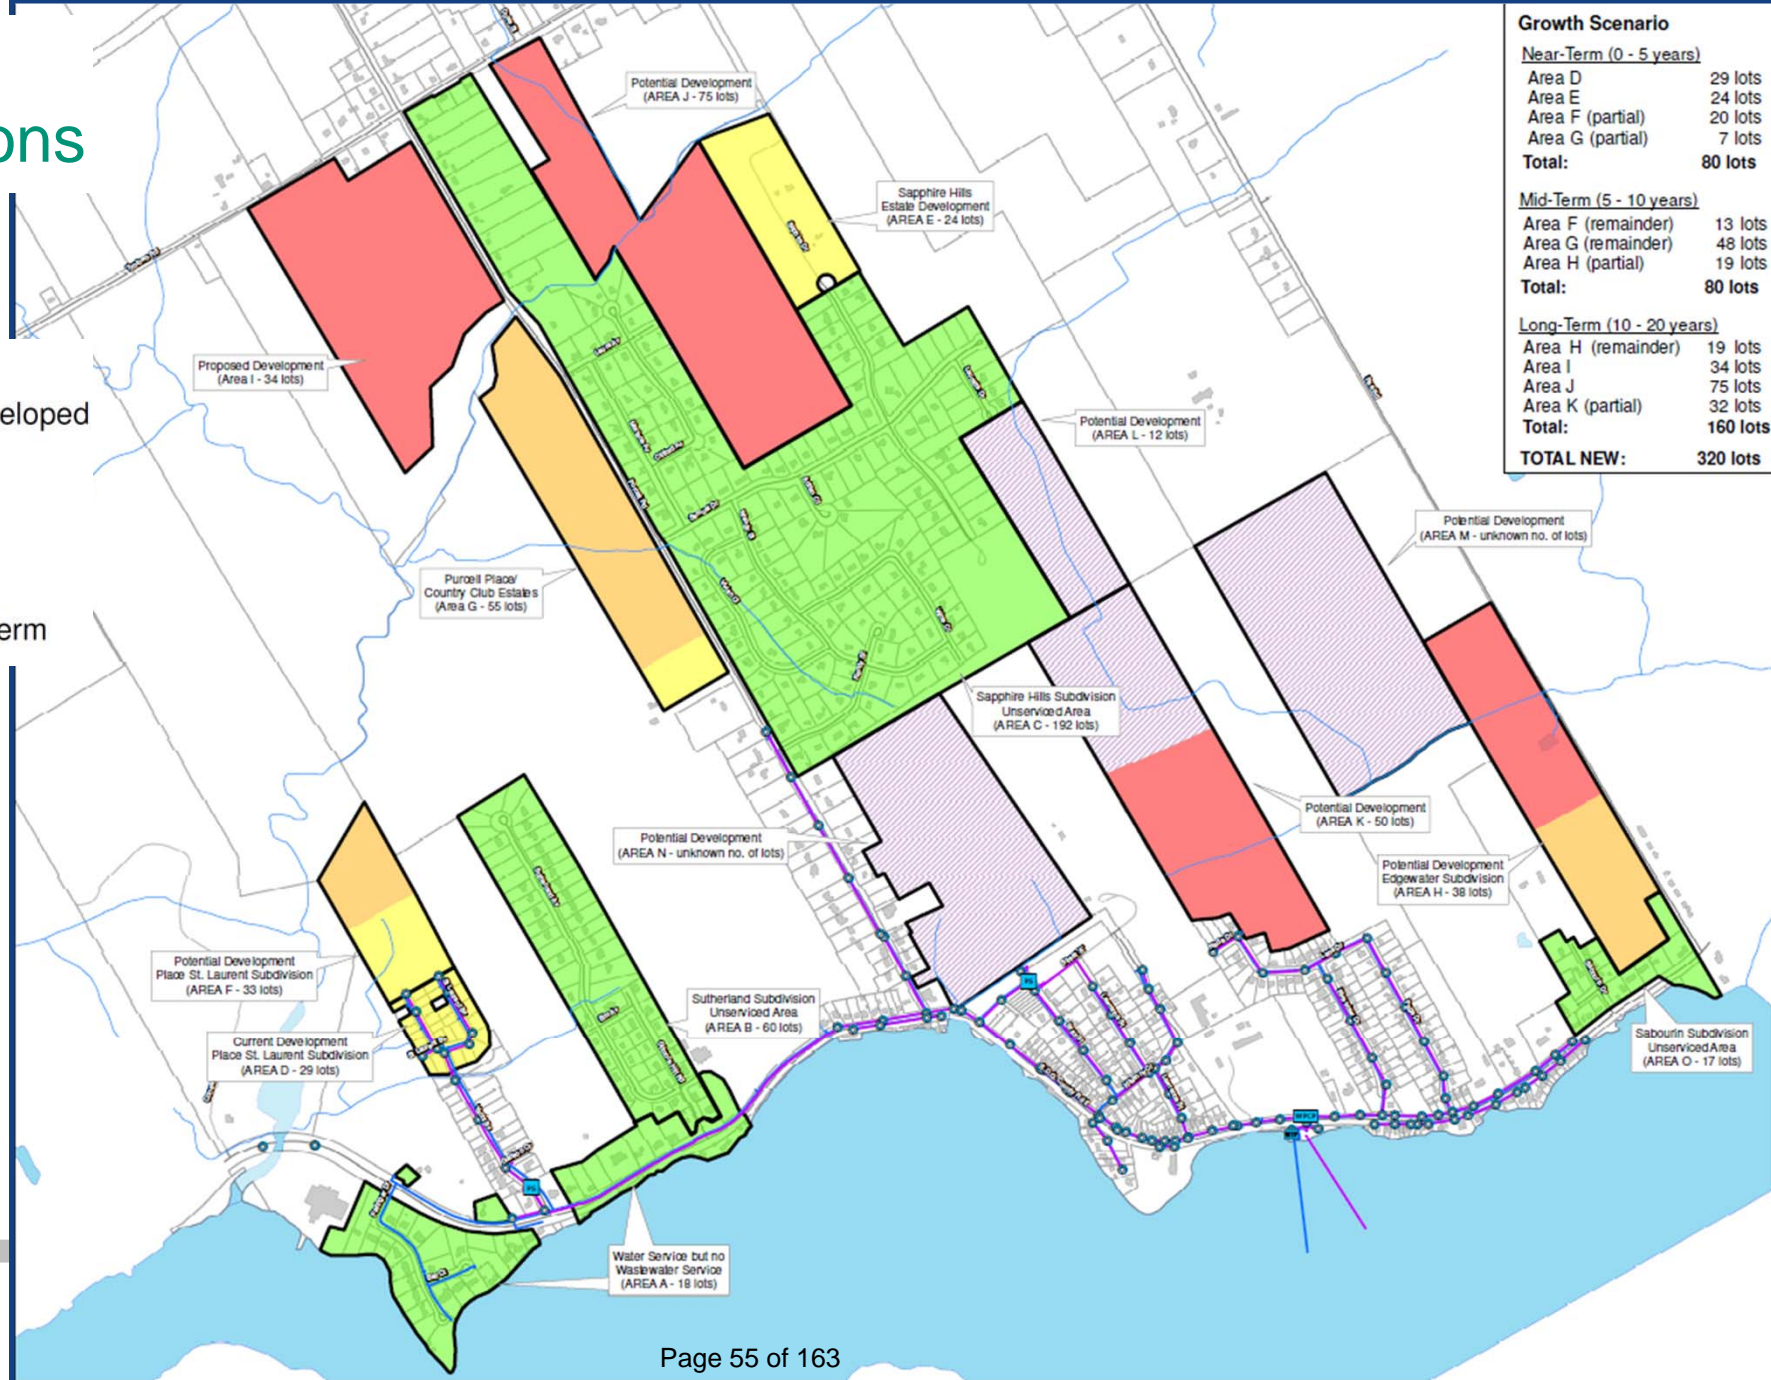 ons
veloped
erm
Growth Scenario
Near-Term (0 - 5 years)
Area D 29 lots
Area E 24 lots
Area F (partial) 20 lots
Area G (partial) 7 lots
Total: 80 lots
Mid-Term (5 - 10 years)
Area F (remainder) 13 lots
Area G (remainder) 48 lots
Area H (partial) 19 lots
Total: 80 lots
Long-Term (10 - 20 years)
Area H (remainder) 19 lots
Area I 34 lots
Area J 75 lots
Area K (partial) 32 lots
Total: 160 lots
TOTAL NEW: 320 lots
Potential Development
(AREA J - 75 lots)
Sapphire Hills
Estate Development
(AREA E - 24 lots)
Proposed Development
(Area I - 34 lots)
Potential Development
(AREA L - 12 lots)
Potential Development
(AREA M - unknown no. of lots)
Purcell Place/
Country Club Estates
(Area G - 55 lots)
Sapphire Hills Subdivision
Unserviced Area
(AREA C - 192 lots)
Potential Development
(AREA K - 50 lots)
Potential Development
(AREA N - unknown no. of lots)
Potential Development
Edgewater Subdivision
(AREA H - 38 lots)
Potential Development
Place St. Laurent Subdivision
(AREA F - 33 lots)
Sutherland Subdivision
Unserviced Area
(AREA B - 60 lots)
Current Development
Place St. Laurent Subdivision
(AREA D - 29 lots)
Sabourin Subdivision
Unserviced Area
(AREA O - 17 lots)
PS
WPCP
PS
Water Service but no
Wastewater Service
(AREA A - 18 lots)
Page 55 of 163